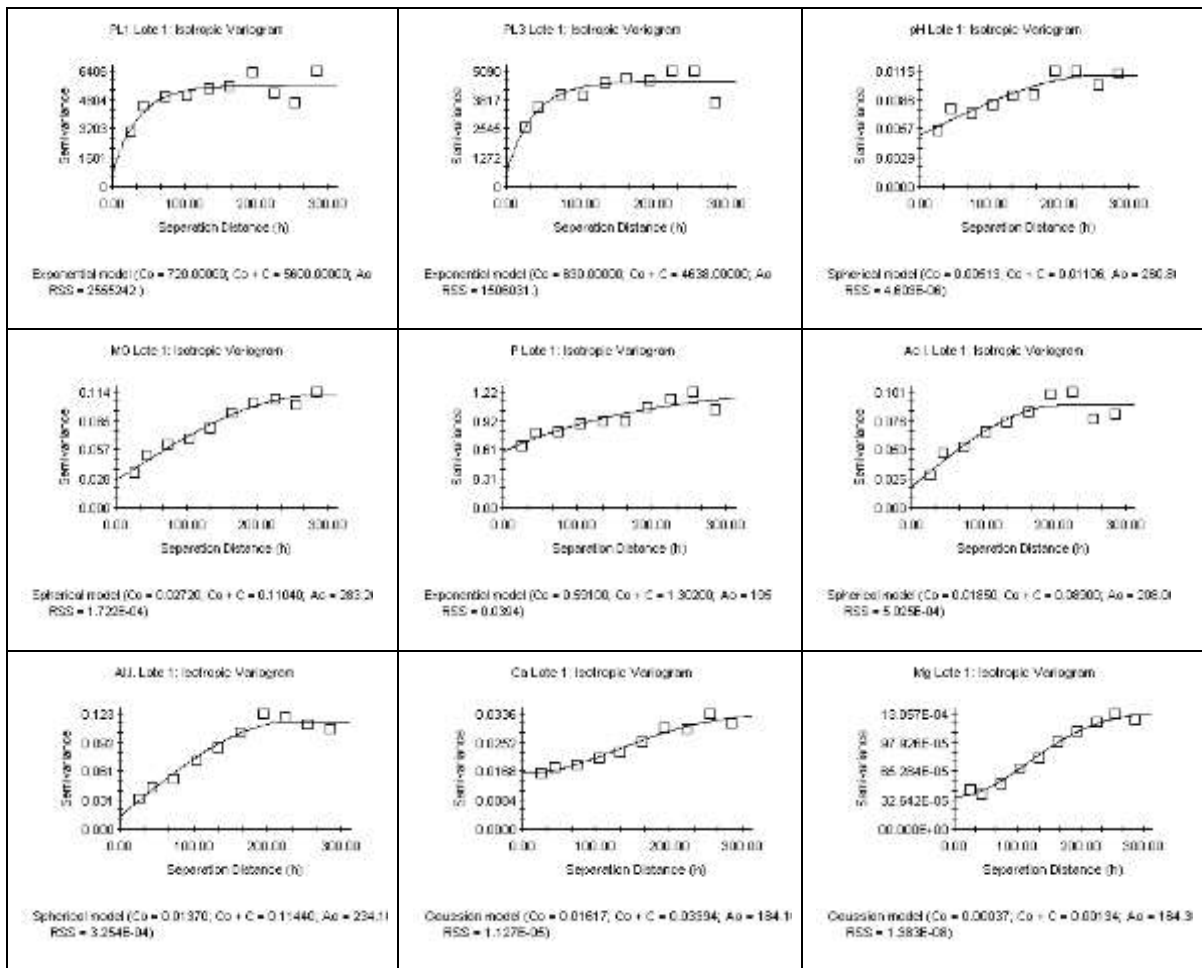 PL1 Lote 1: Isotropic Variogram
6405
4804
3203
1601
0
Semivariance
0.00 100.00 200.00 300.00
Separation Distance (h)
Exponential model (Co = 720.00000; Co + C = 5600.00000; Ao
RSS = 2555242.)
PL3 Lote 1: Isotropic Variogram
5090
3817
2545
1272
0
Semivariance
0.00 100.00 200.00 300.00
Separation Distance (h)
Exponential model (Co = 630.00000; Co + C = 4638.00000; Ao
RSS = 1506031.)
pH Lote 1: Isotropic Variogram
0.0115
0.0086
0.0057
0.0029
0.0000
Semivariance
0.00 100.00 200.00 300.00
Separation Distance (h)
Spherical model (Co = 0.00513; Co + C = 0.01106; Ao =
RSS = 4.603E-06)
MO Lote 1: Isotropic Variogram
0.114
0.085
0.057
0.028
0.000
Semivariance
0.00 100.00 200.00 300.00
Separation Distance (h)
Spherical model (Co = 0.02720; Co + C = 0.11040; Ao = 283.2
RSS = 1.722E-04)
P Lote 1: Isotropic Variogram
1.22
0.92
0.61
0.31
0.00
Semivariance
0.00 100.00 200.00 300.00
Separation Distance (h)
Exponential model (Co = 0.59100; Co + C = 1.30200; Ao = 195
RSS = 0.0394)
Ac.I. Lote 1: Isotropic Variogram
0.101
0.076
0.050
0.025
0.000
Semivariance
0.00 100.00 200.00 300.00
Separation Distance (h)
Spherical model (Co = 0.01850; Co + C = 0.08900; Ao = 208.0
RSS = 5.025E-04)
Al.I. Lote 1: Isotropic Variogram
0.123
0.092
0.061
0.031
0.000
Semivariance
0.00 100.00 200.00 300.00
Separation Distance (h)
Spherical model (Co = 0.01370; Co + C = 0.11440; Ao = 234.1
RSS = 3.254E-04)
Ca Lote 1: Isotropic Variogram
0.0336
0.0252
0.0168
0.0084
0.0000
Semivariance
0.00 100.00 200.00 300.00
Separation Distance (h)
Gaussian model (Co = 0.01617; Co + C = 0.03394; Ao = 184.1
RSS = 1.127E-05)
Mg Lote 1: Isotropic Variogram
13.057E-04
97.926E-05
65.284E-05
32.642E-05
00.000E+00
Semivariance
0.00 100.00 200.00 300.00
Separation Distance (h)
Gaussian model (Co = 0.00037; Co + C = 0.00134; Ao = 164.3
RSS = 1.383E-08)